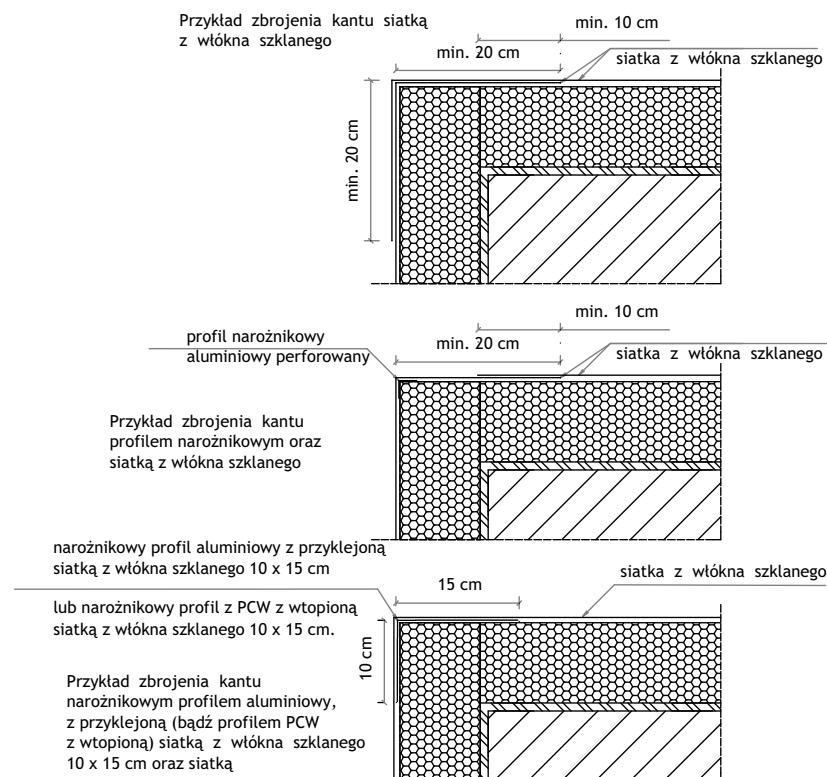 Przykład zbrojenia kantu siatką
z włókna szklanego
min. 10 cm
min. 20 cm
siatka z włókna szklanego
min. 20 cm
min. 10 cm
profil narożnikowy
aluminiowy perforowany
min. 20 cm
siatka z włókna szklanego
Przykład zbrojenia kantu
profilem narożnikowym oraz
siatką z włókna szklanego
narożnikowy profil aluminiowy z przyklejoną
siatką z włókna szklanego 10 x 15 cm
lub narożnikowy profil z PCW z wtopioną
siatką z włókna szklanego 10 x 15 cm.
15 cm
siatka z włókna szklanego
10 cm
Przykład zbrojenia kantu
narożnikowym profilem aluminiowy,
z przyklejoną (bądź profilem PCW
z wtopioną) siatką z włókna szklanego
10 x 15 cm oraz siatką